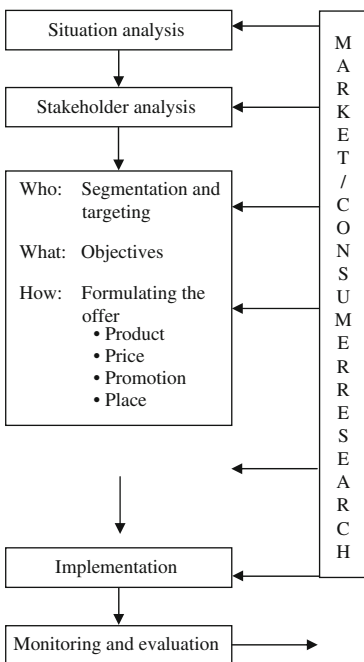 Situation analysis
Stakeholder analysis
Who: Segmentation and
targeting
What: Objectives
How: Formulating the
offer
• Product
• Price
• Promotion
• Place
Implementation
Monitoring and evaluation
M
A
R
K
E
T
/
C
O
N
S
U
M
E
R
R
E
S
E
A
R
C
H